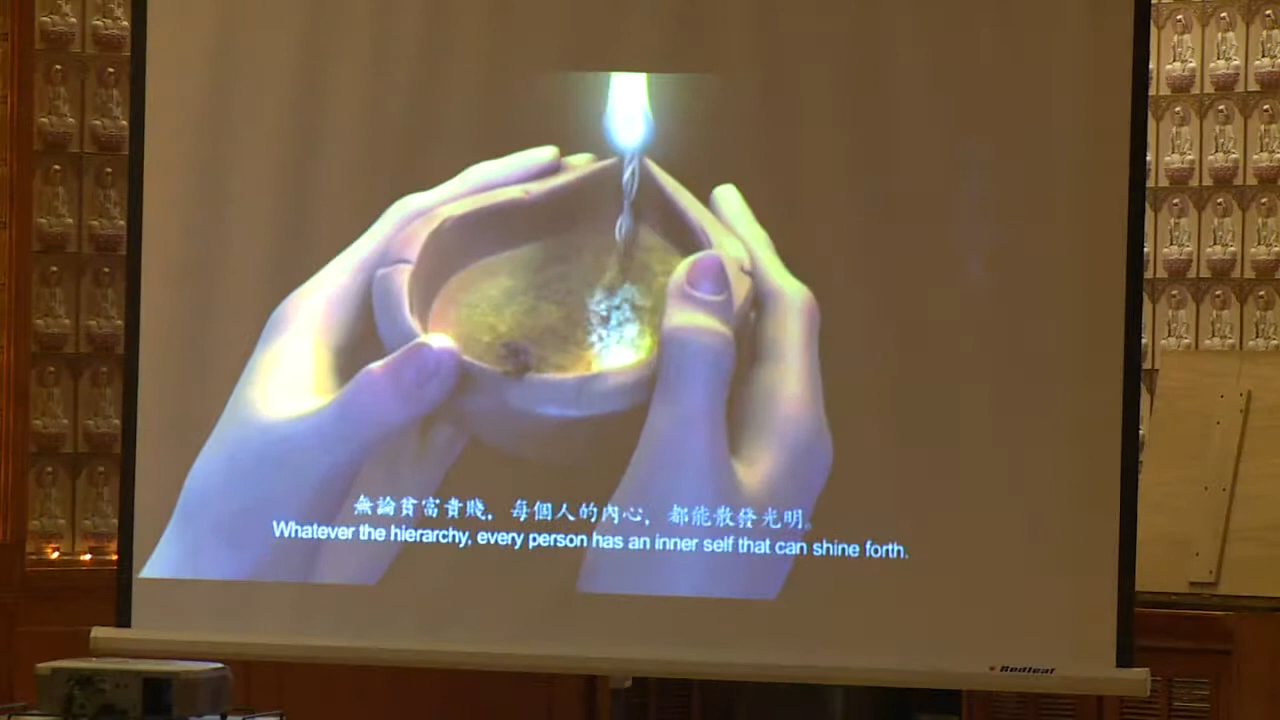 無論貧富貴賤，每個人的內心，都能散發光明。
Whatever the hierarchy, every person has an inner self that can shine forth.
Redleaf